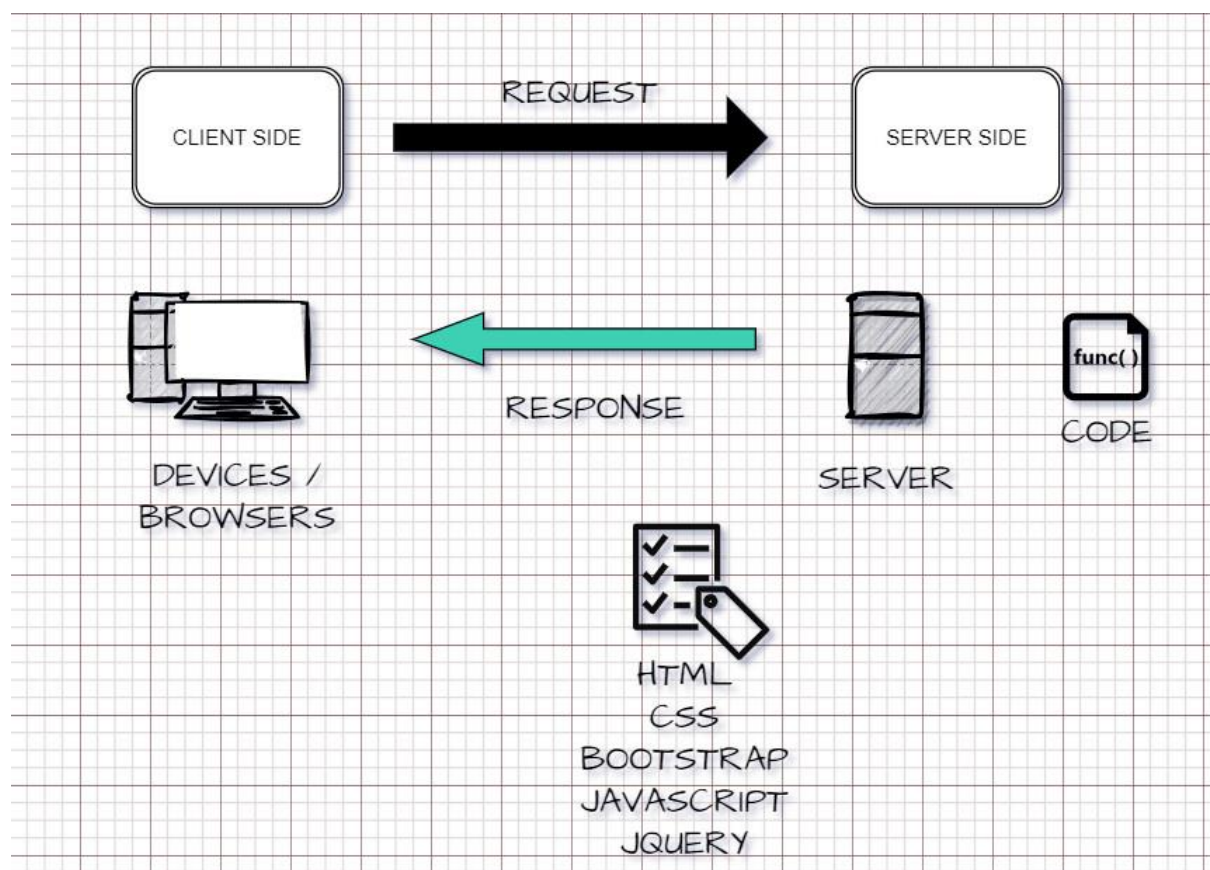 REQUEST
CLIENT SIDE
SERVER SIDE
func( )
RESPONSE
CODE
DEVICES /
BROWSERS
SERVER
HTML
CSS
BOOTSTRAP
JAVASCRIPT
JQUERY